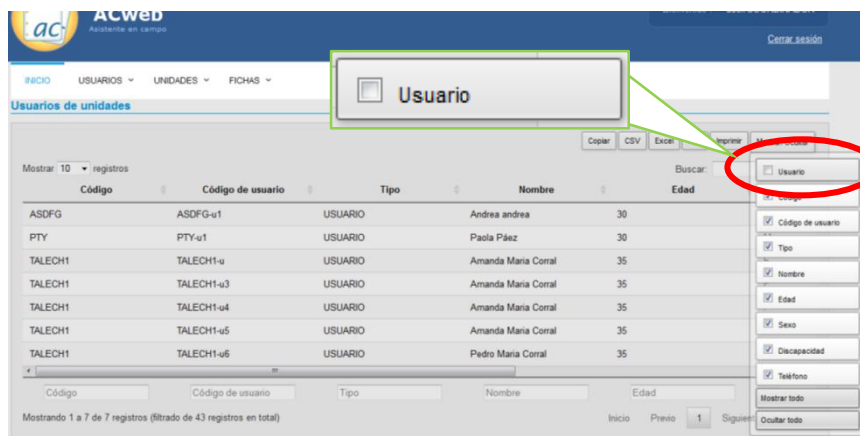 ac
ACWeb
Asistente en campo
Cerrar sesión
INICIO USUARIOS UNIDADES FICHAS
Usuario
Usuarios de unidades
Copiar CSV Excel Imprimir
Mostrar 10 registros
Buscar:
Usuario
Código Código de usuario Tipo Nombre Edad
Código
ASDFG ASDFG-u1 USUARIO Andrea andrea 30
Código de usuario
PTY PTY-u1 USUARIO Paola Páez 30
Tipo
TALECH1 TALECH1-u USUARIO Amanda Maria Corral 35
Nombre
TALECH1 TALECH1-u3 USUARIO Amanda Maria Corral 35
Edad
TALECH1 TALECH1-u4 USUARIO Amanda Maria Corral 35
Sexo
TALECH1 TALECH1-u5 USUARIO Amanda Maria Corral 35
Discapacidad
TALECH1 TALECH1-u6 USUARIO Pedro Maria Corral 35
Teléfono
Código Código de usuario Tipo Nombre Edad
Mostrar todo
Mostrando 1 a 7 de 7 registros (filtrado de 43 registros en total) Inicio Previo 1 Siguient
Ocultar todo